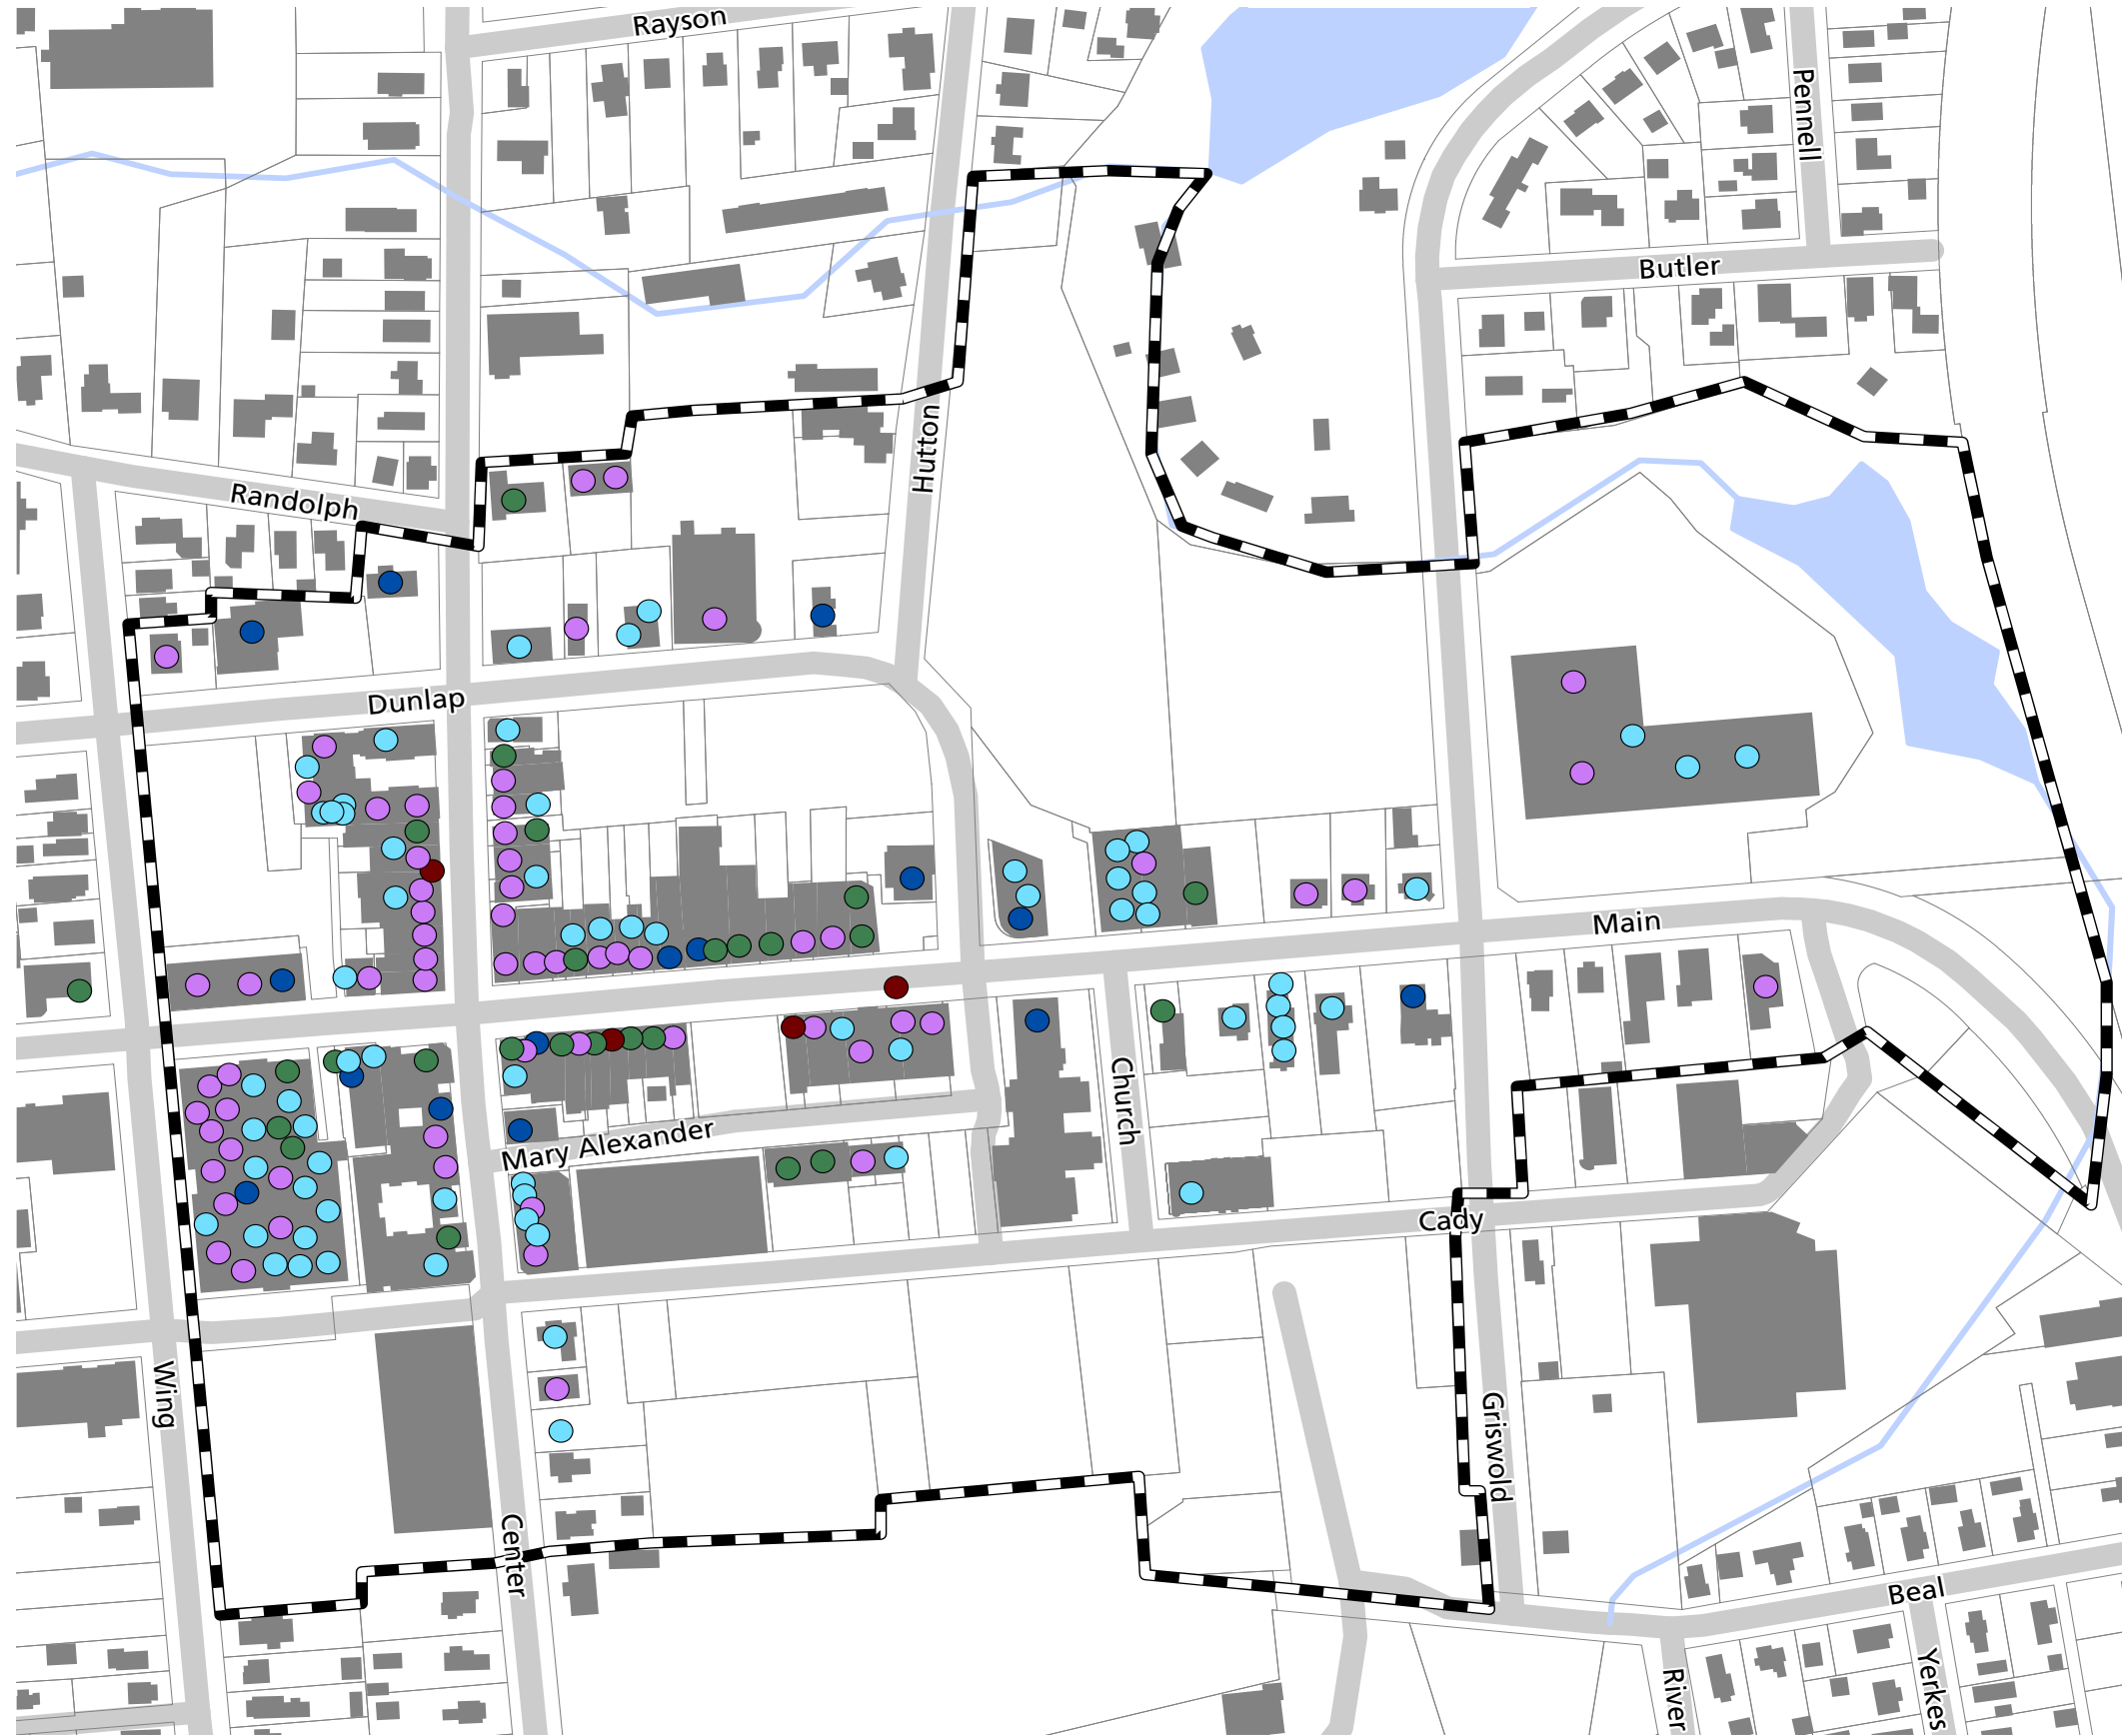 Rayson
Pennell
Butler
Hutton
Randolph
Dunlap
Main
Church
Mary Alexander
Cady
Wing
Griswold
Center
Beal
River
Yerkes